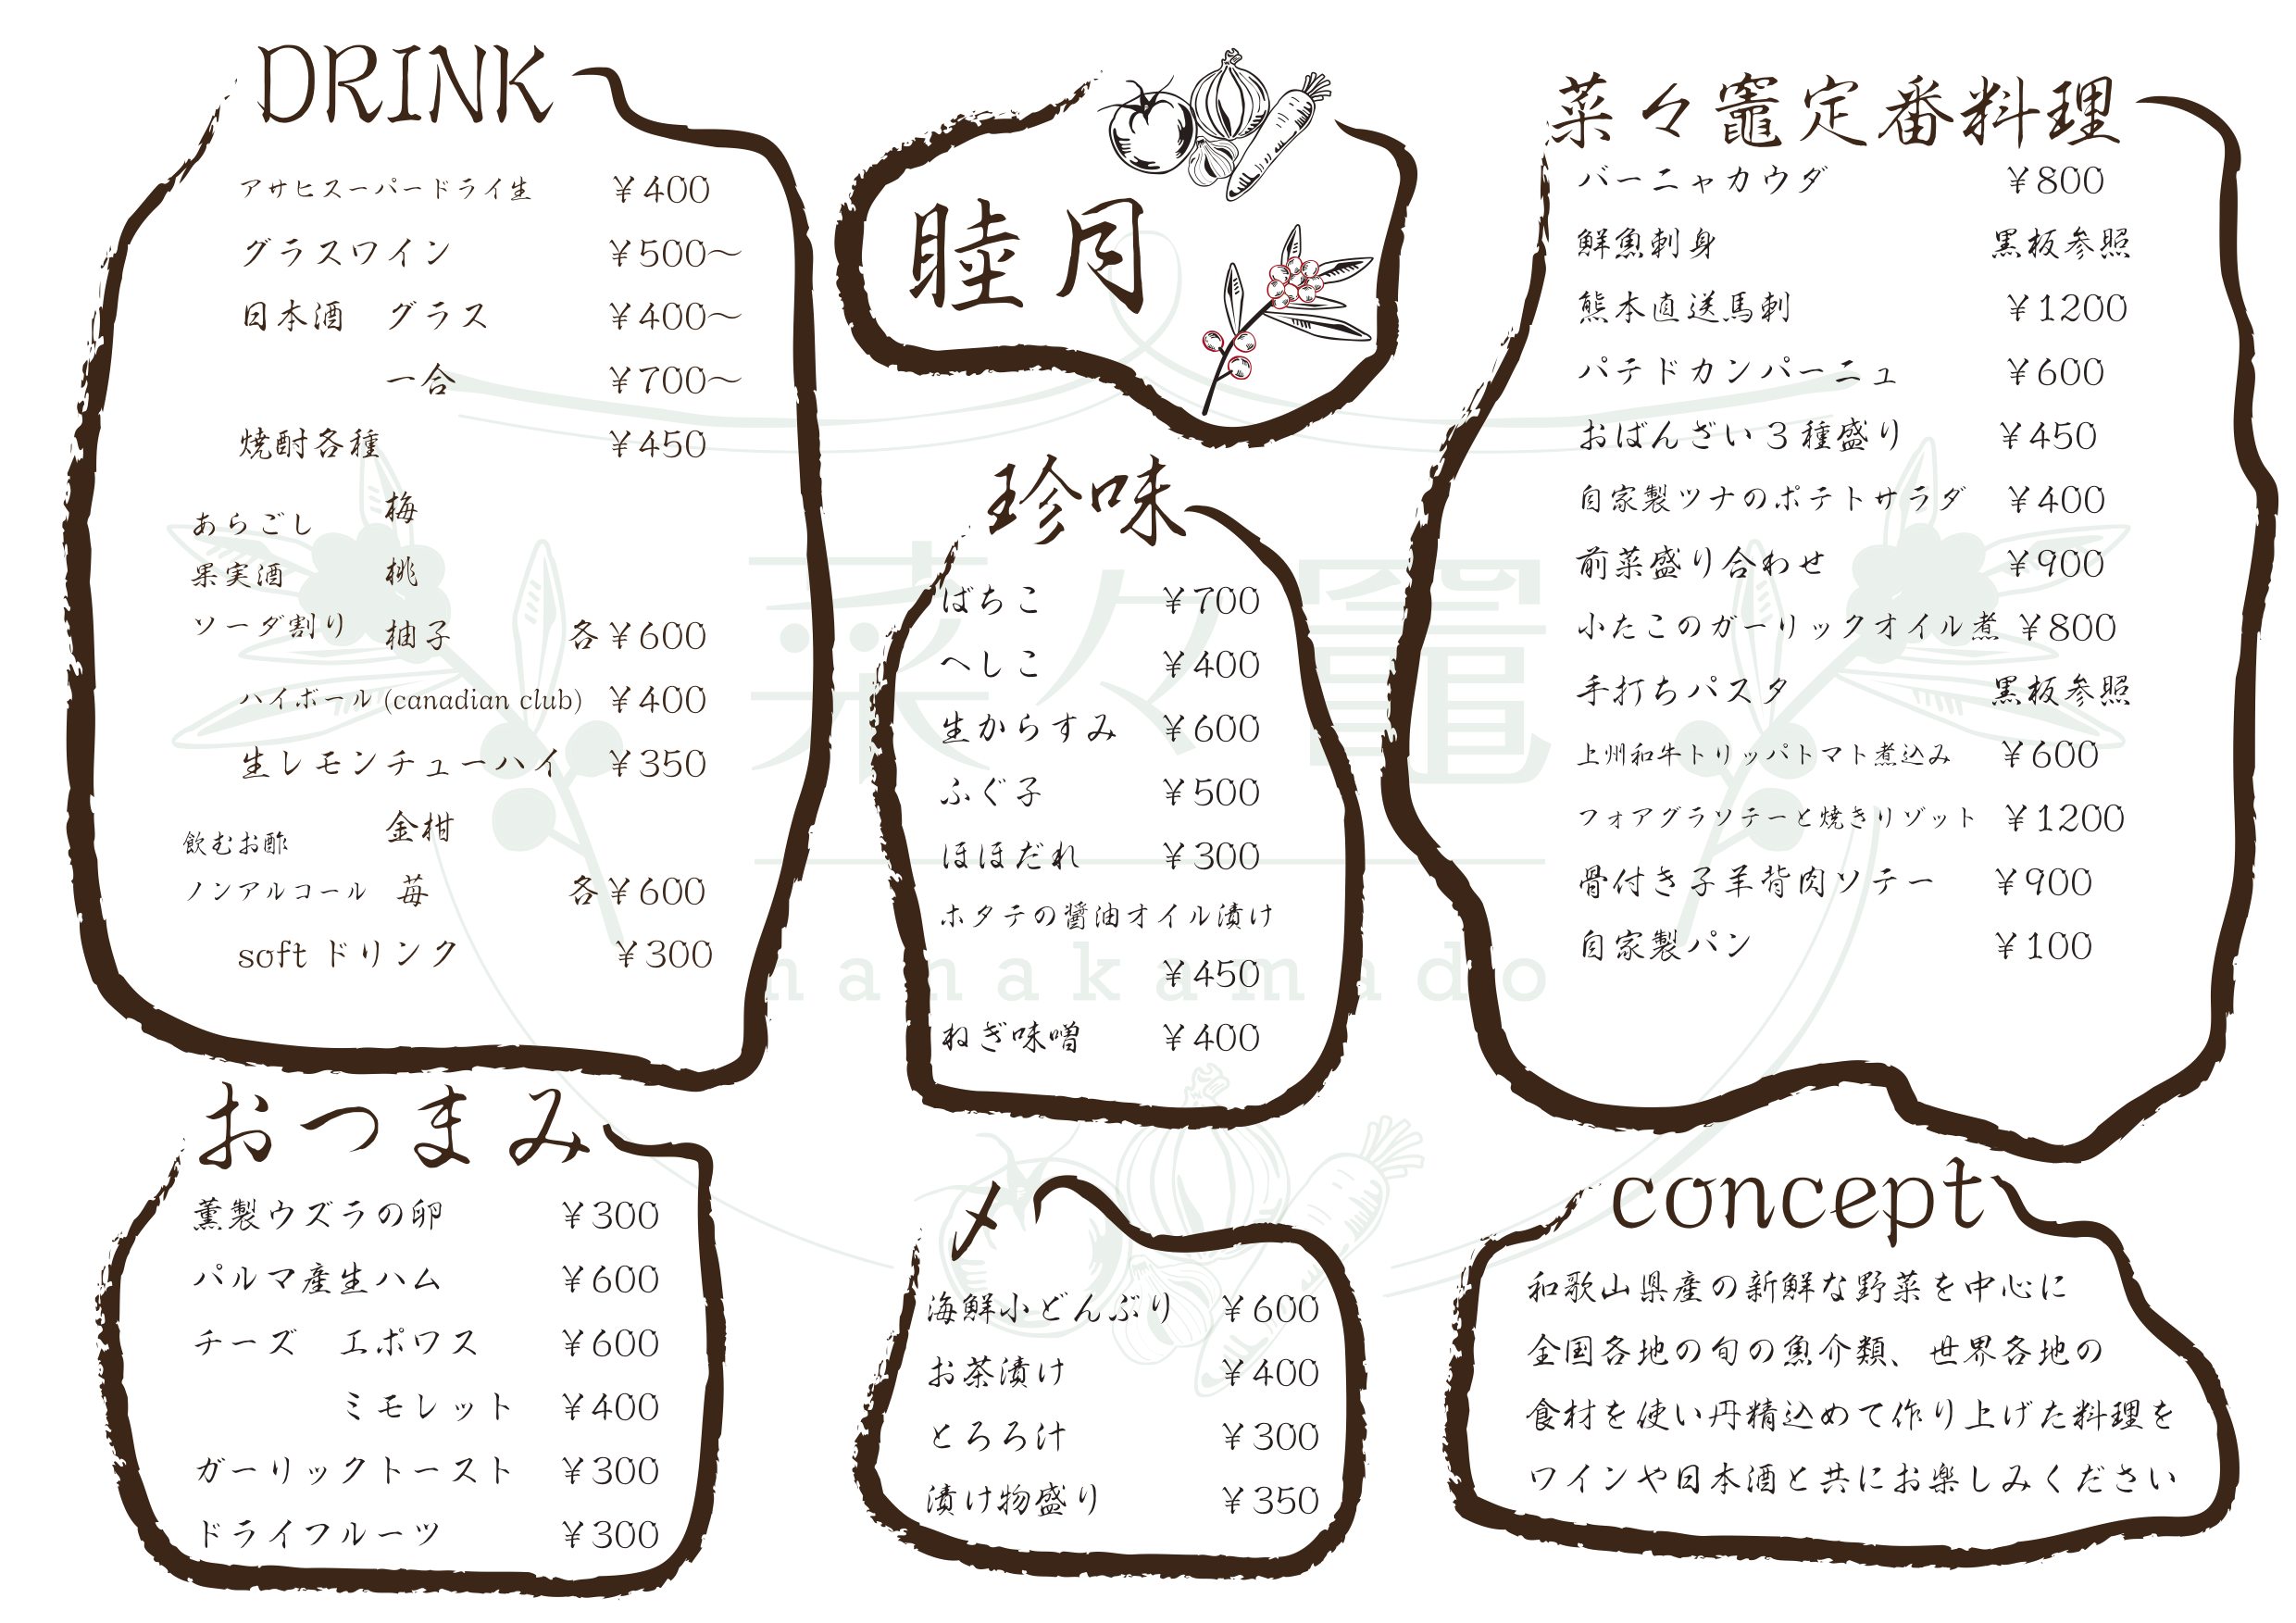 DRINK
アサヒスーパードライ生 ￥400
グラスワイン ￥500〜
日本酒 グラス ￥400〜
一合 ￥700〜
焼酎各種 ￥450
あらごし
果実酒
ソーダ割り
梅
桃
柚子 各￥600
ハイボール (canadian club) ￥400
生レモンチューハイ ￥350
飲むお酢
ノンアルコール
金柑
苺 各￥600
soft ドリンク ￥300
おつまみ
薫製ウズラの卵 ￥300
パルマ産生ハム ￥600
チーズ エポワス ￥600
ミモレット ￥400
ガーリックトースト ￥300
ドライフルーツ ￥300
睦月
珍味
ばちこ ￥700
へしこ ￥400
生からすみ ￥600
ふぐ子 ￥500
ほほだれ ￥300
ホタテの醤油オイル漬け
￥450
ねぎ味噌 ￥400
〆
海鮮小どんぶり ￥600
お茶漬け ￥400
とろろ汁 ￥300
漬け物盛り ￥350
菜々竈定番料理
バーニャカウダ ￥800
鮮魚刺身 黒板参照
熊本直送馬刺 ￥1200
パテドカンパーニュ ￥600
おばんざい3種盛り ￥450
自家製ツナのポテトサラダ ￥400
前菜盛り合わせ ￥900
小たこのガーリックオイル煮 ￥800
手打ちパスタ 黒板参照
上州和牛トリッパトマト煮込み ￥600
フォアグラソテーと焼きリゾット ￥1200
骨付き子羊背肉ソテー ￥900
自家製パン ￥100
concept
和歌山県産の新鮮な野菜を中心に
全国各地の旬の魚介類、世界各地の
食材を使い丹精込めて作り上げた料理を
ワインや日本酒と共にお楽しみください
菜々竈
nanakamado